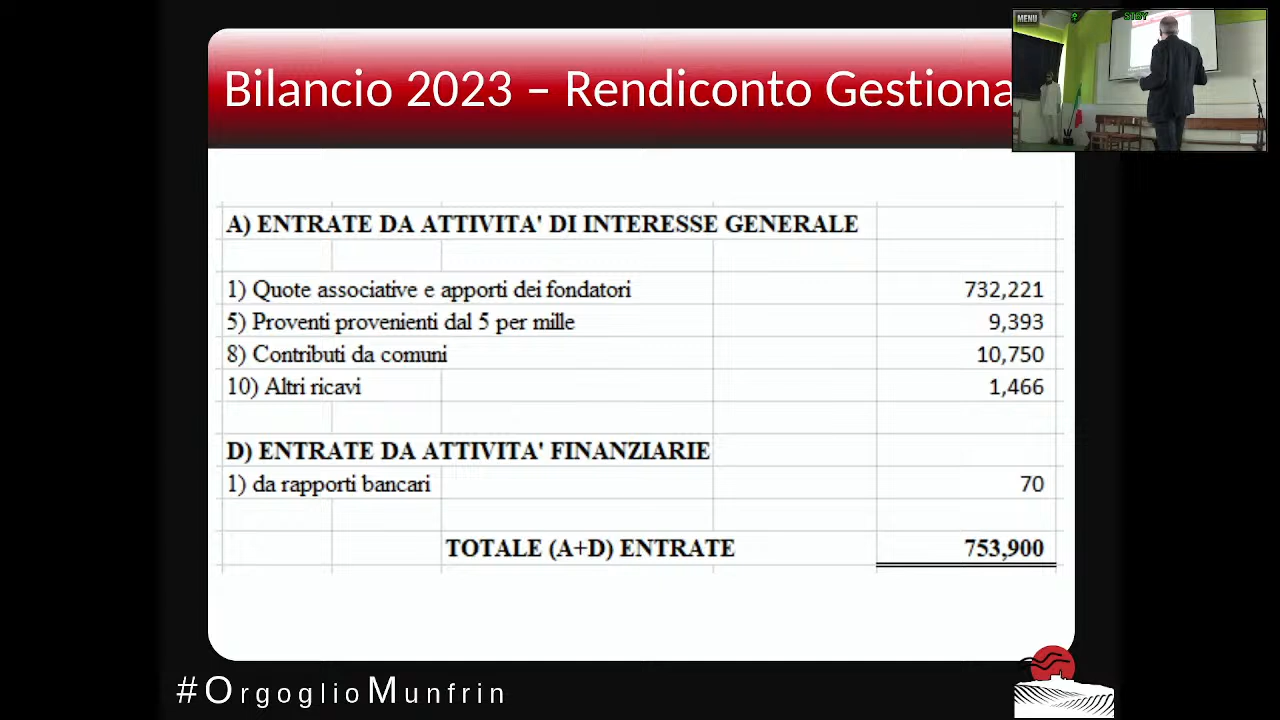 Bilancio 2023 – Rendiconto Gestiona
MENU
A) ENTRATE DA ATTIVITA' DI INTERESSE GENERALE
1) Quote associative e apporti dei fondatori 732,221
5) Proventi provenienti dal 5 per mille 9,393
8) Contributi da comuni 10,750
10) Altri ricavi 1,466
D) ENTRATE DA ATTIVITA' FINANZIARIE
1) da rapporti bancari 70
TOTALE (A+D) ENTRATE 753,900
#OrgoglioMunfrin